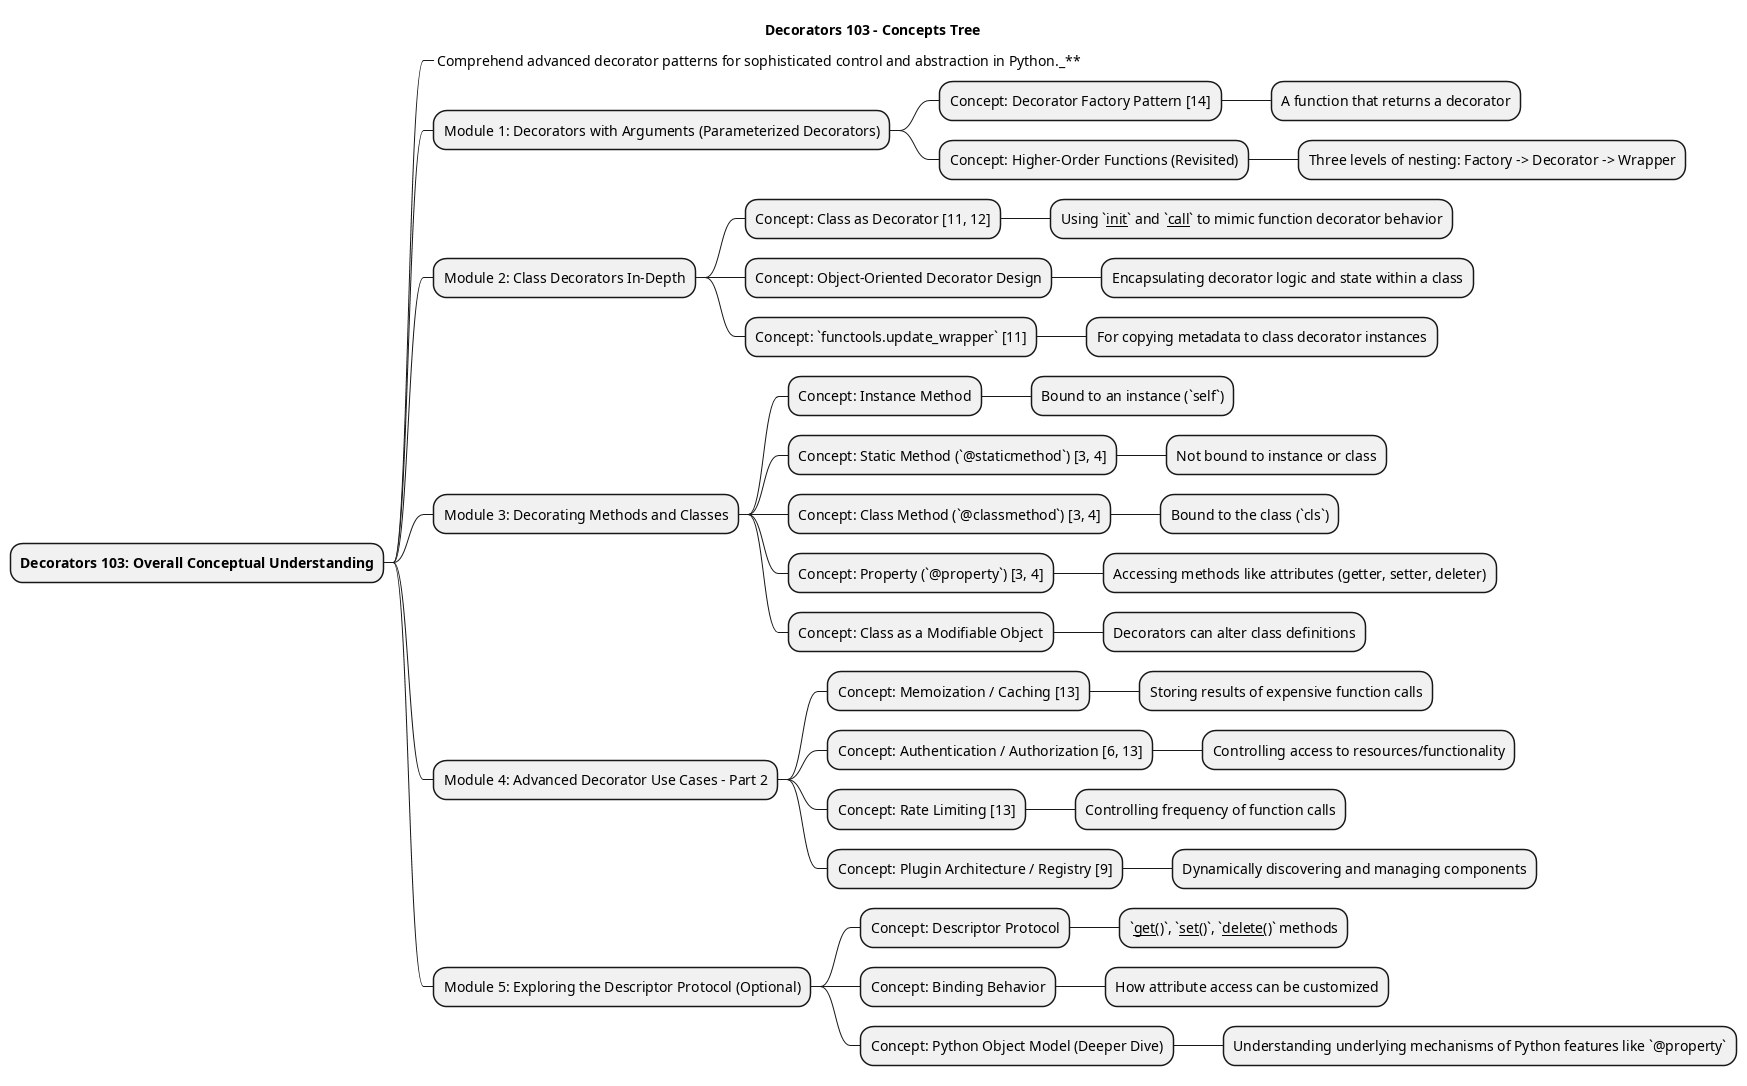 Decorators 103 - Concepts Tree
Comprehend advanced decorator patterns for sophisticated control and abstraction in Python._**
Concept: Decorator Factory Pattern [14]
A function that returns a decorator
Module 1: Decorators with Arguments (Parameterized Decorators)
Concept: Higher-Order Functions (Revisited)
Three levels of nesting: Factory -> Decorator -> Wrapper
Concept: Class as Decorator [11, 12]
Using `init` and `call` to mimic function decorator behavior
Module 2: Class Decorators In-Depth
Concept: Object-Oriented Decorator Design
Encapsulating decorator logic and state within a class
Concept: `functools.update_wrapper` [11]
For copying metadata to class decorator instances
Concept: Instance Method
Bound to an instance (`self`)
Concept: Static Method (`@staticmethod`) [3, 4]
Not bound to instance or class
Module 3: Decorating Methods and Classes
Concept: Class Method (`@classmethod`) [3, 4]
Bound to the class (`cls`)
Decorators 103: Overall Conceptual Understanding
Concept: Property (`@property`) [3, 4]
Accessing methods like attributes (getter, setter, deleter)
Concept: Class as a Modifiable Object
Decorators can alter class definitions
Concept: Memoization / Caching [13]
Storing results of expensive function calls
Concept: Authentication / Authorization [6, 13]
Controlling access to resources/functionality
Module 4: Advanced Decorator Use Cases - Part 2
Concept: Rate Limiting [13]
Controlling frequency of function calls
Concept: Plugin Architecture / Registry [9]
Dynamically discovering and managing components
Concept: Descriptor Protocol
`get()`, `set()`, `delete()` methods
Module 5: Exploring the Descriptor Protocol (Optional)
Concept: Binding Behavior
How attribute access can be customized
Concept: Python Object Model (Deeper Dive)
Understanding underlying mechanisms of Python features like `@property`